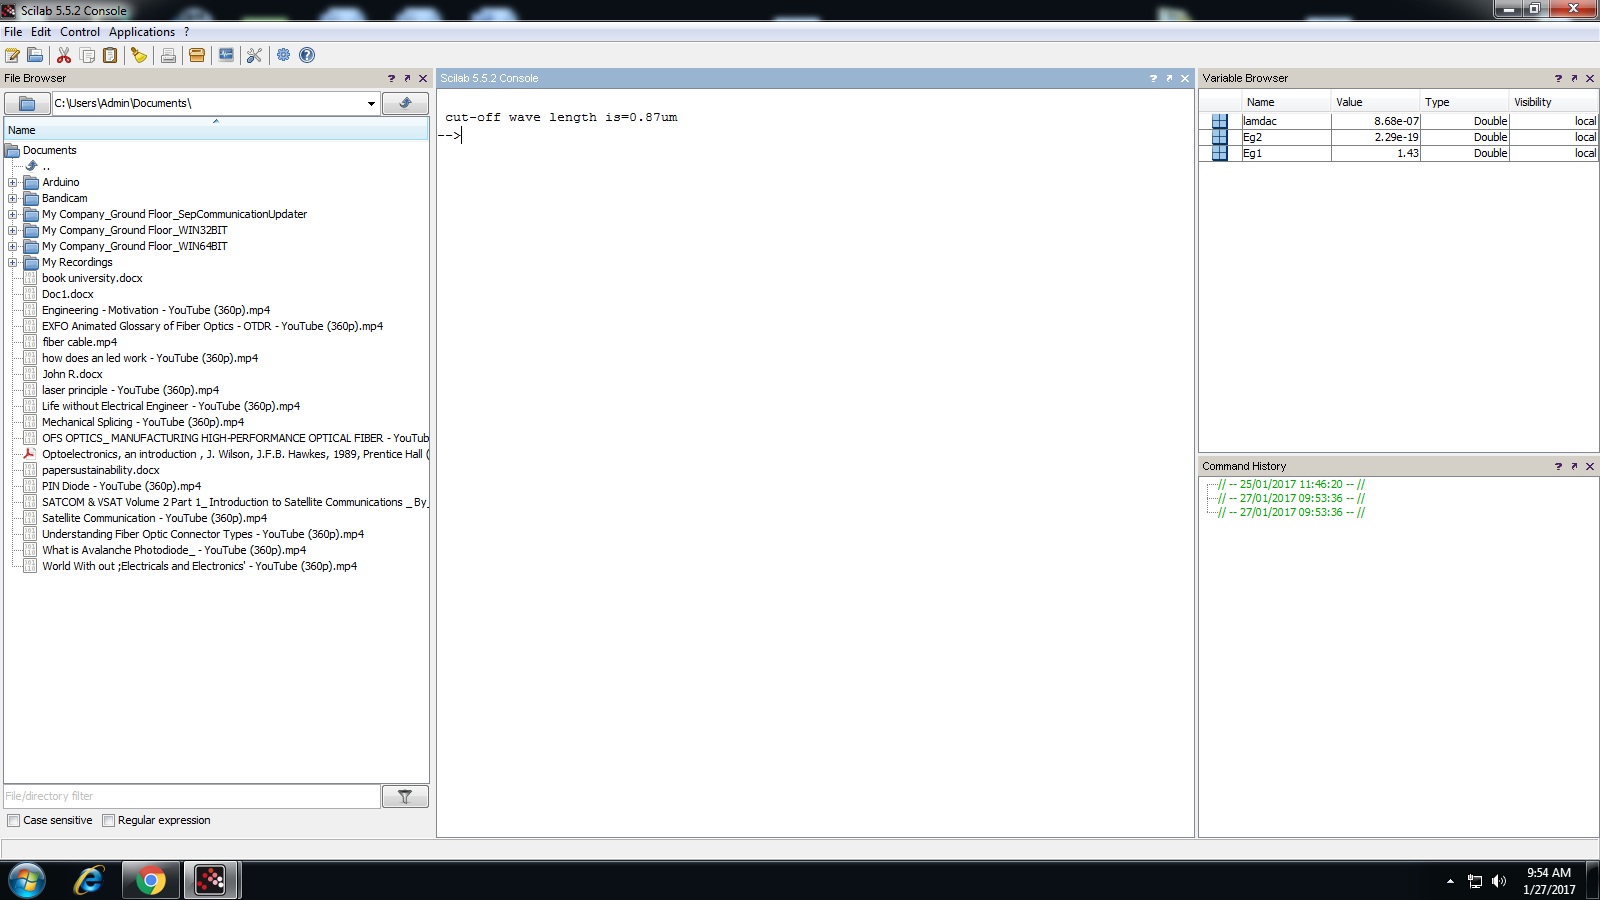 Scilab 5.5.2 Console
File Edit Control Applications ?
File Browser
C:\Users\Admin\Documents\
Name
Documents
..
Arduino
Bandicam
My Company_Ground Floor_SepCommunicationUpdater
My Company_Ground Floor_WIN32BIT
My Company_Ground Floor_WIN64BIT
My Recordings
book university.docx
Doc1.docx
Engineering - Motivation - YouTube (360p).mp4
EXFO Animated Glossary of Fiber Optics - OTDR - YouTube (360p).mp4
fiber cable.mp4
how does an led work - YouTube (360p).mp4
John R.docx
laser principle - YouTube (360p).mp4
Life without Electrical Engineer - YouTube (360p).mp4
Mechanical Splicing - YouTube (360p).mp4
OFS OPTICS_ MANUFACTURING HIGH-PERFORMANCE OPTICAL FIBER - YouTub
Optoelectronics, an introduction , J. Wilson, J.F.B. Hawkes, 1989, Prentice Hall (
papersustainability.docx
PIN Diode - YouTube (360p).mp4
SATCOM & VSAT Volume 2 Part 1_ Introduction to Satellite Communications _ By_
Satellite Communication - YouTube (360p).mp4
Understanding Fiber Optic Connector Types - YouTube (360p).mp4
What is Avalanche Photodiode_ - YouTube (360p).mp4
World With out ;Electricals and Electronics' - YouTube (360p).mp4
File/directory filter
Case sensitive Regular expression
Scilab 5.5.2 Console
cut-off wave length is=0.87um
-->
Variable Browser
Name Value Type Visibility
lamdac 8.68e-07 Double local
Eg2 2.29e-19 Double local
Eg1 1.43 Double local
Command History
// -- 25/01/2017 11:46:20 -- //
// -- 27/01/2017 09:53:36 -- //
// -- 27/01/2017 09:53:36 -- //
9:54 AM
1/27/2017